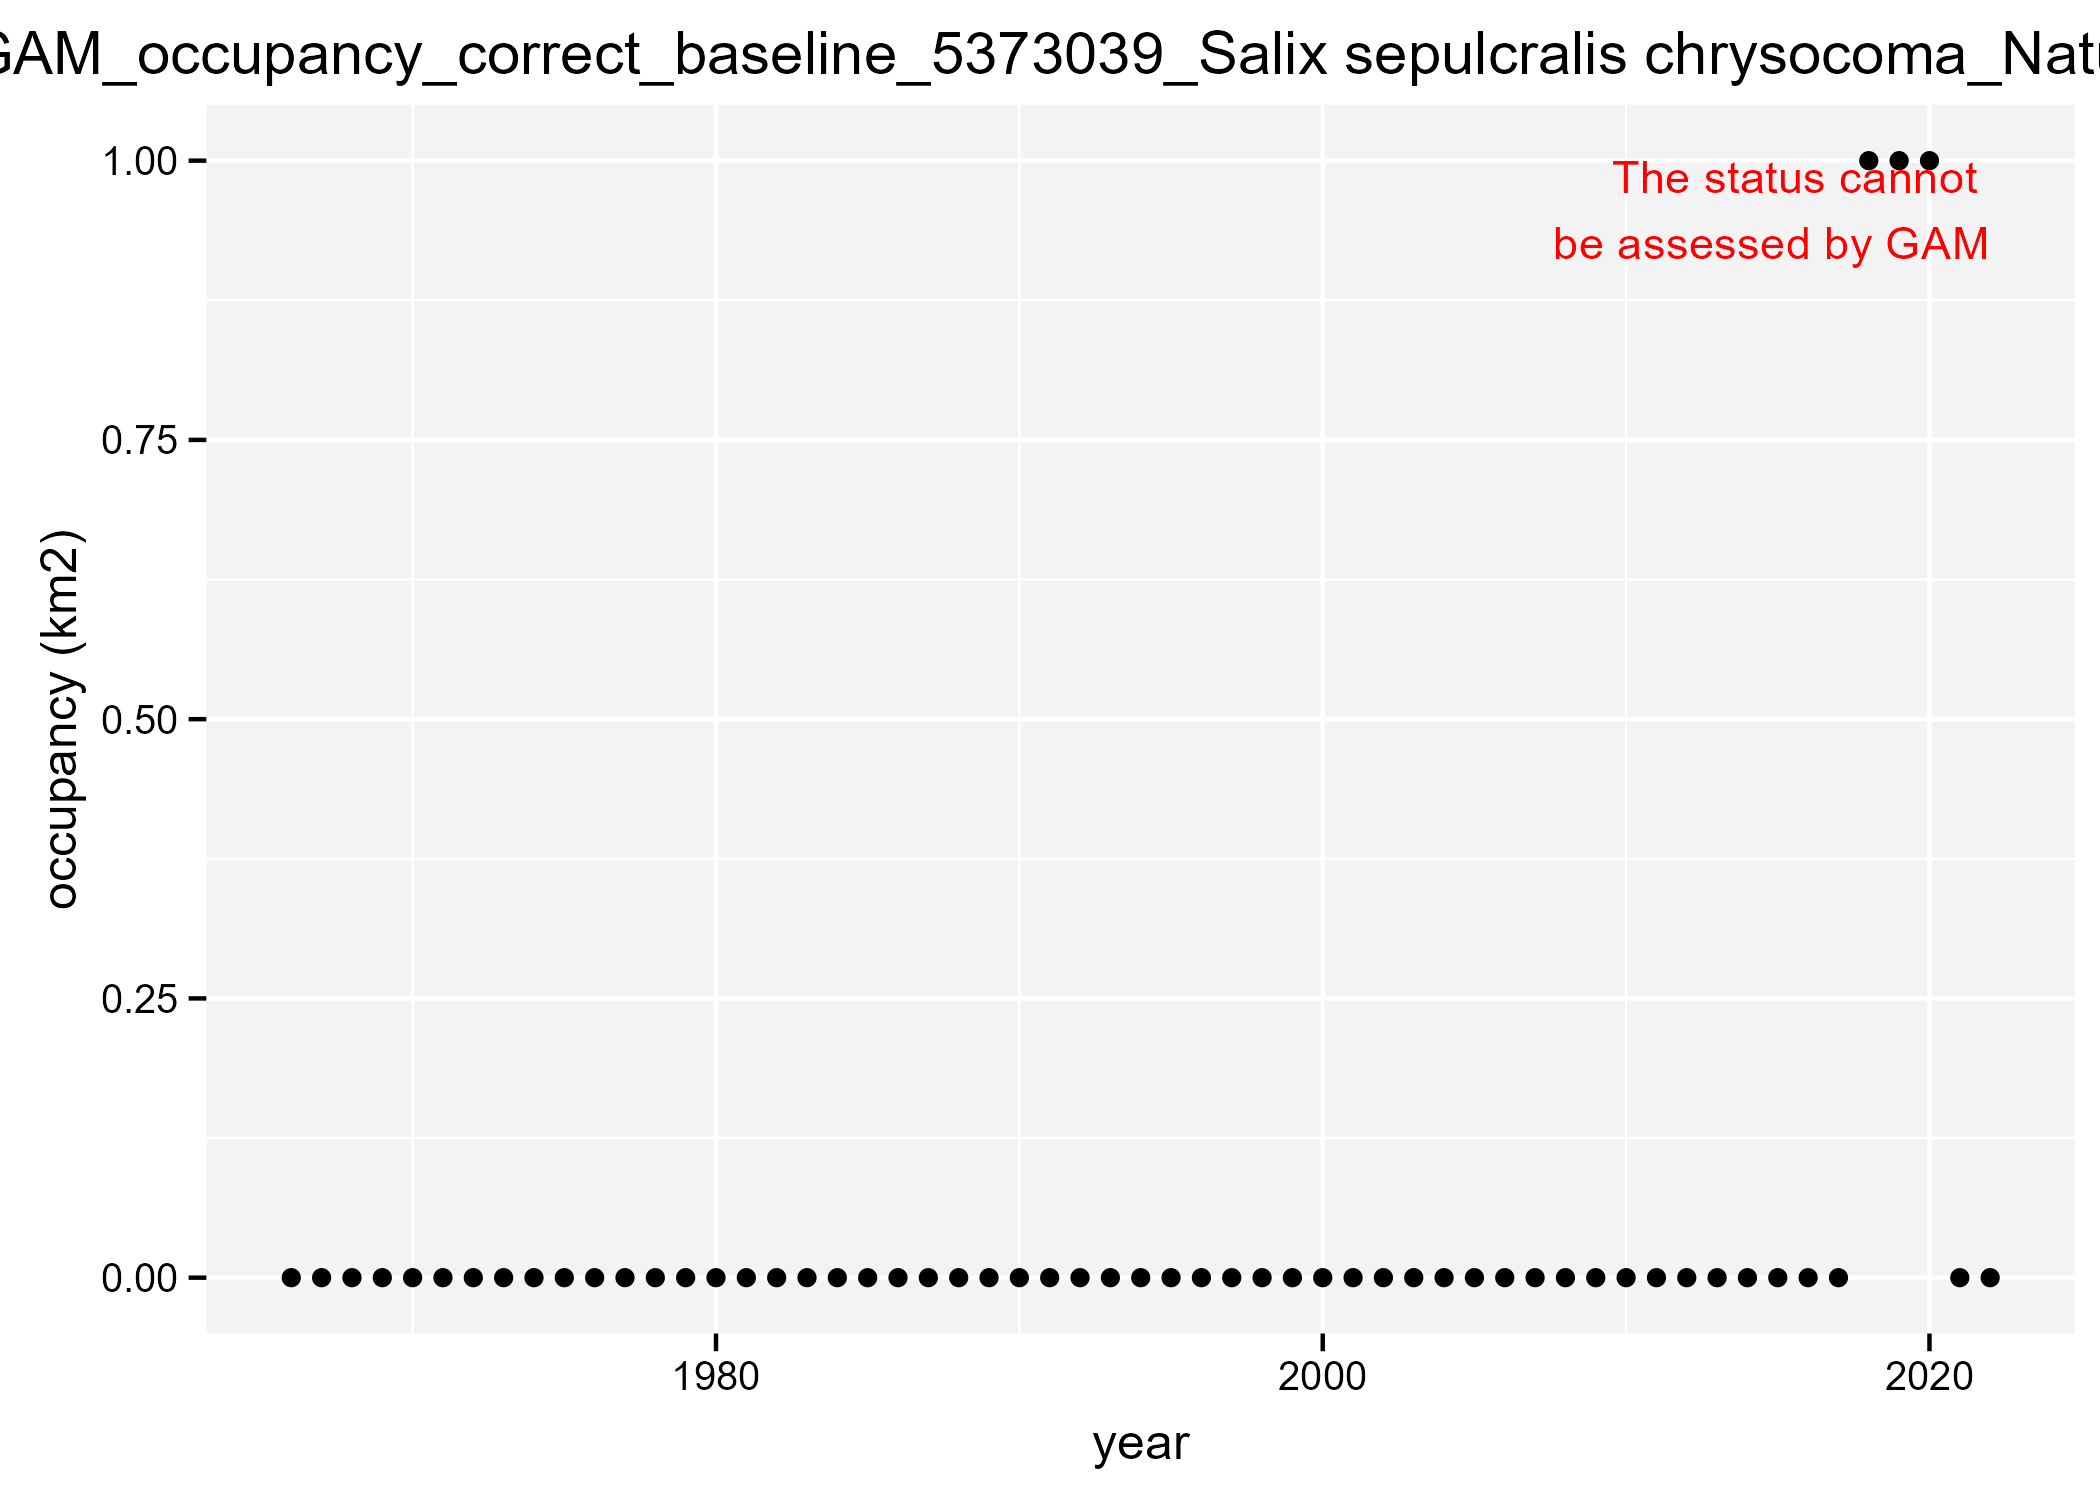 GAM_occupancy_correct_baseline_5373039_Salix sepulcralis chrysocoma_Natu
1.00
The status cannot
be assessed by GAM
0.75
occupancy (km2)
0.50
0.25
0.00
1980
2000
2020
year